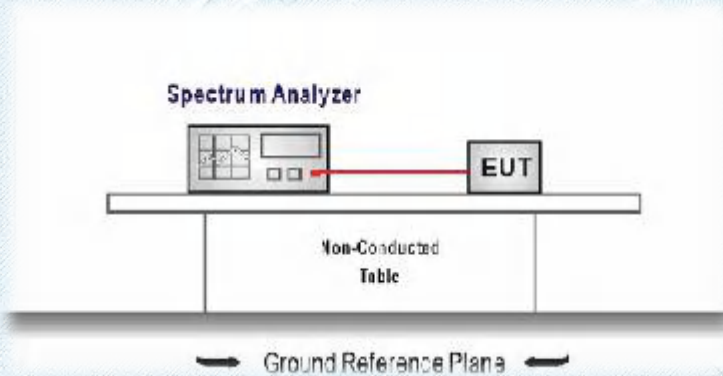 Spectrum Analyzer
EUT
Non-Conducted
Table
Ground Reference Plane